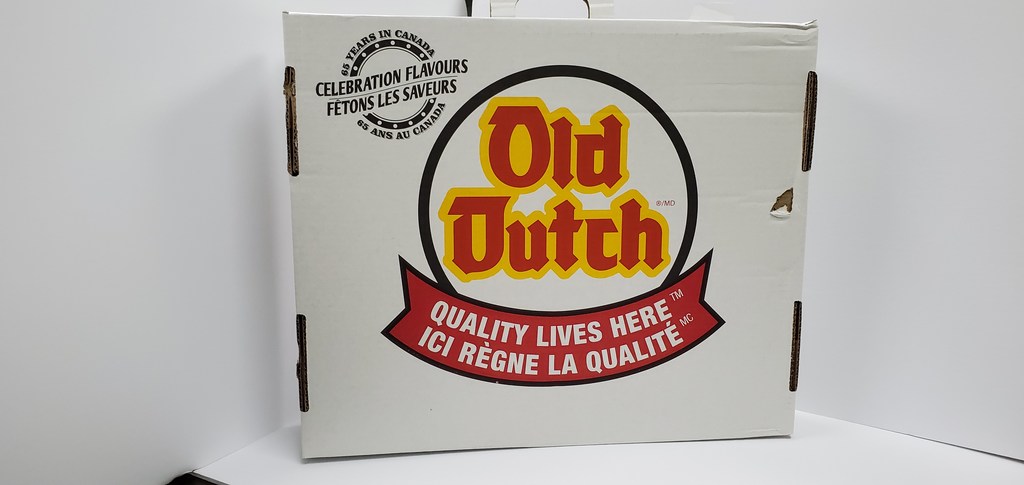 65 YEARS IN CANADA
CELEBRATION FLAVOURS
FÊTONS LES SAVEURS
65 ANS AU CANADA
Old
Dutch
®/MD
QUALITY LIVES HERE™
ICI RÈGNE LA QUALITÉ MC